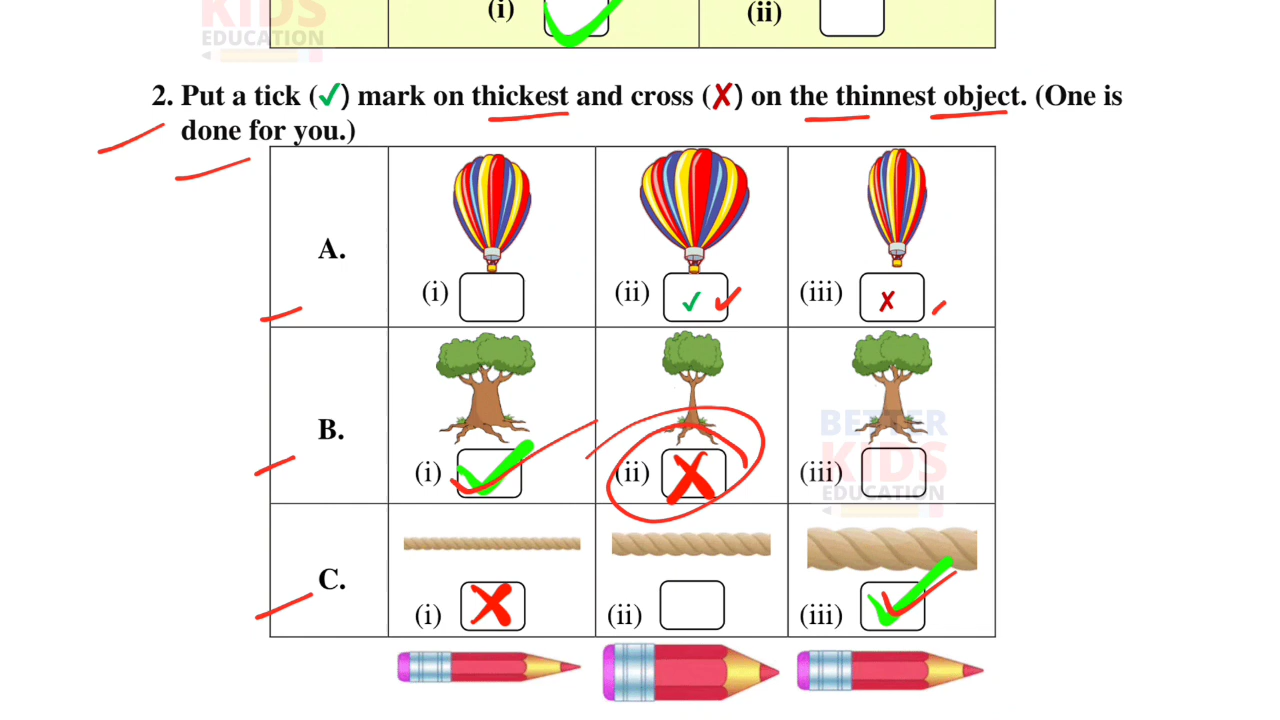 KIDS
EDUCATION
(i)
(ii)
2. Put a tick (✓) mark on thickest and cross (✗) on the thinnest object. (One is
done for you.)
A.
(i)
(ii) ✓
(iii) ✗
B.
(i)
(ii)
(iii)
BETTER
KIDS
EDUCATION
C.
(i)
(ii)
(iii)